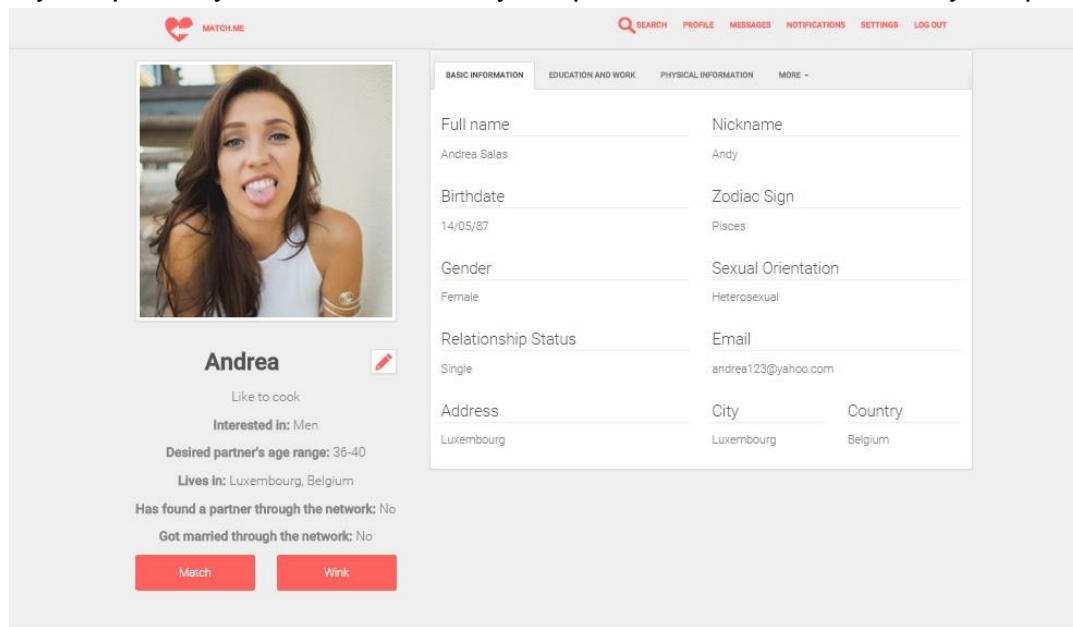 MATCH.ME
SEARCH PROFILE MESSAGES NOTIFICATIONS SETTINGS LOG OUT
BASIC INFORMATION EDUCATION AND WORK PHYSICAL INFORMATION MORE
Full name Nickname
Andrea Salas Andy
Birthdate Zodiac Sign
14/05/87 Pisces
Gender Sexual Orientation
Female Heterosexual
Relationship Status Email
Single andrea123@yahoo.com
Address City Country
Luxembourg Luxembourg Belgium
Andrea
Like to cook
Interested in: Men
Desired partner's age range: 36-40
Lives in: Luxembourg, Belgium
Has found a partner through the network: No
Got married through the network: No
Match Wink